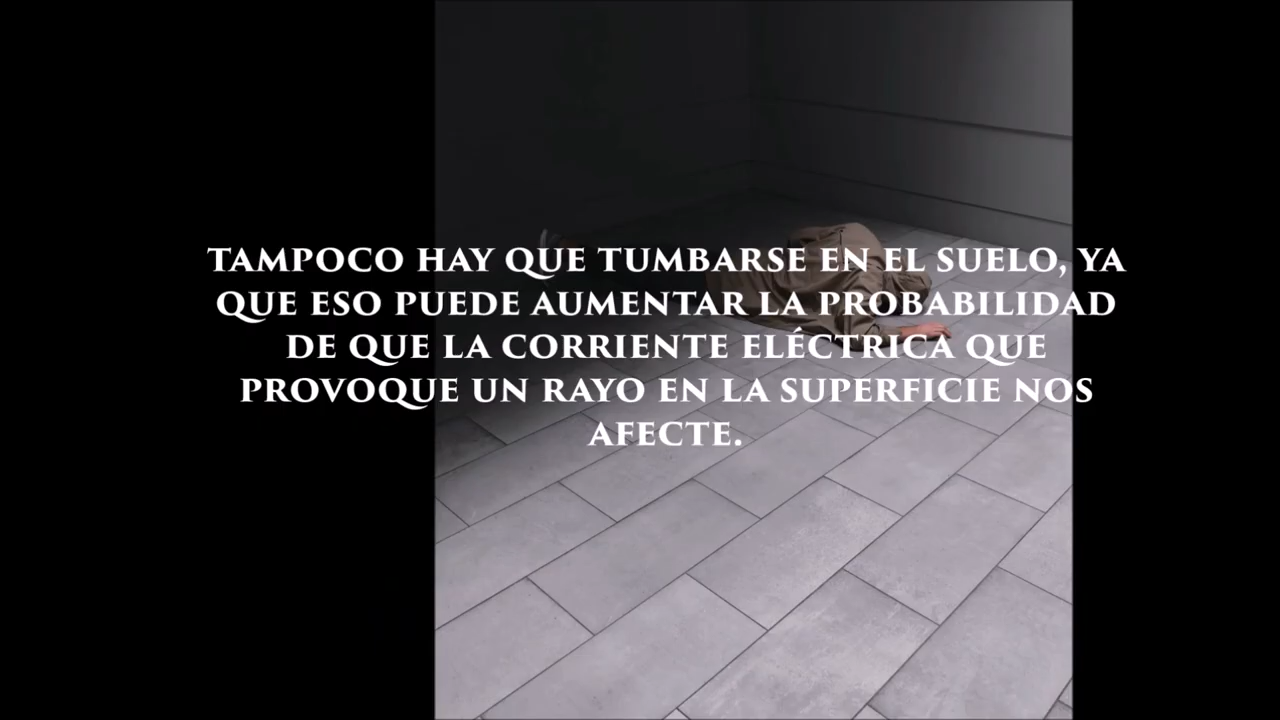 TAMPOCO HAY QUE TUMBARSE EN EL SUELO, YA
QUE ESO PUEDE AUMENTAR LA PROBABILIDAD
DE QUE LA CORRIENTE ELÉCTRICA QUE
PROVOQUE UN RAYO EN LA SUPERFICIE NOS
AFECTE.